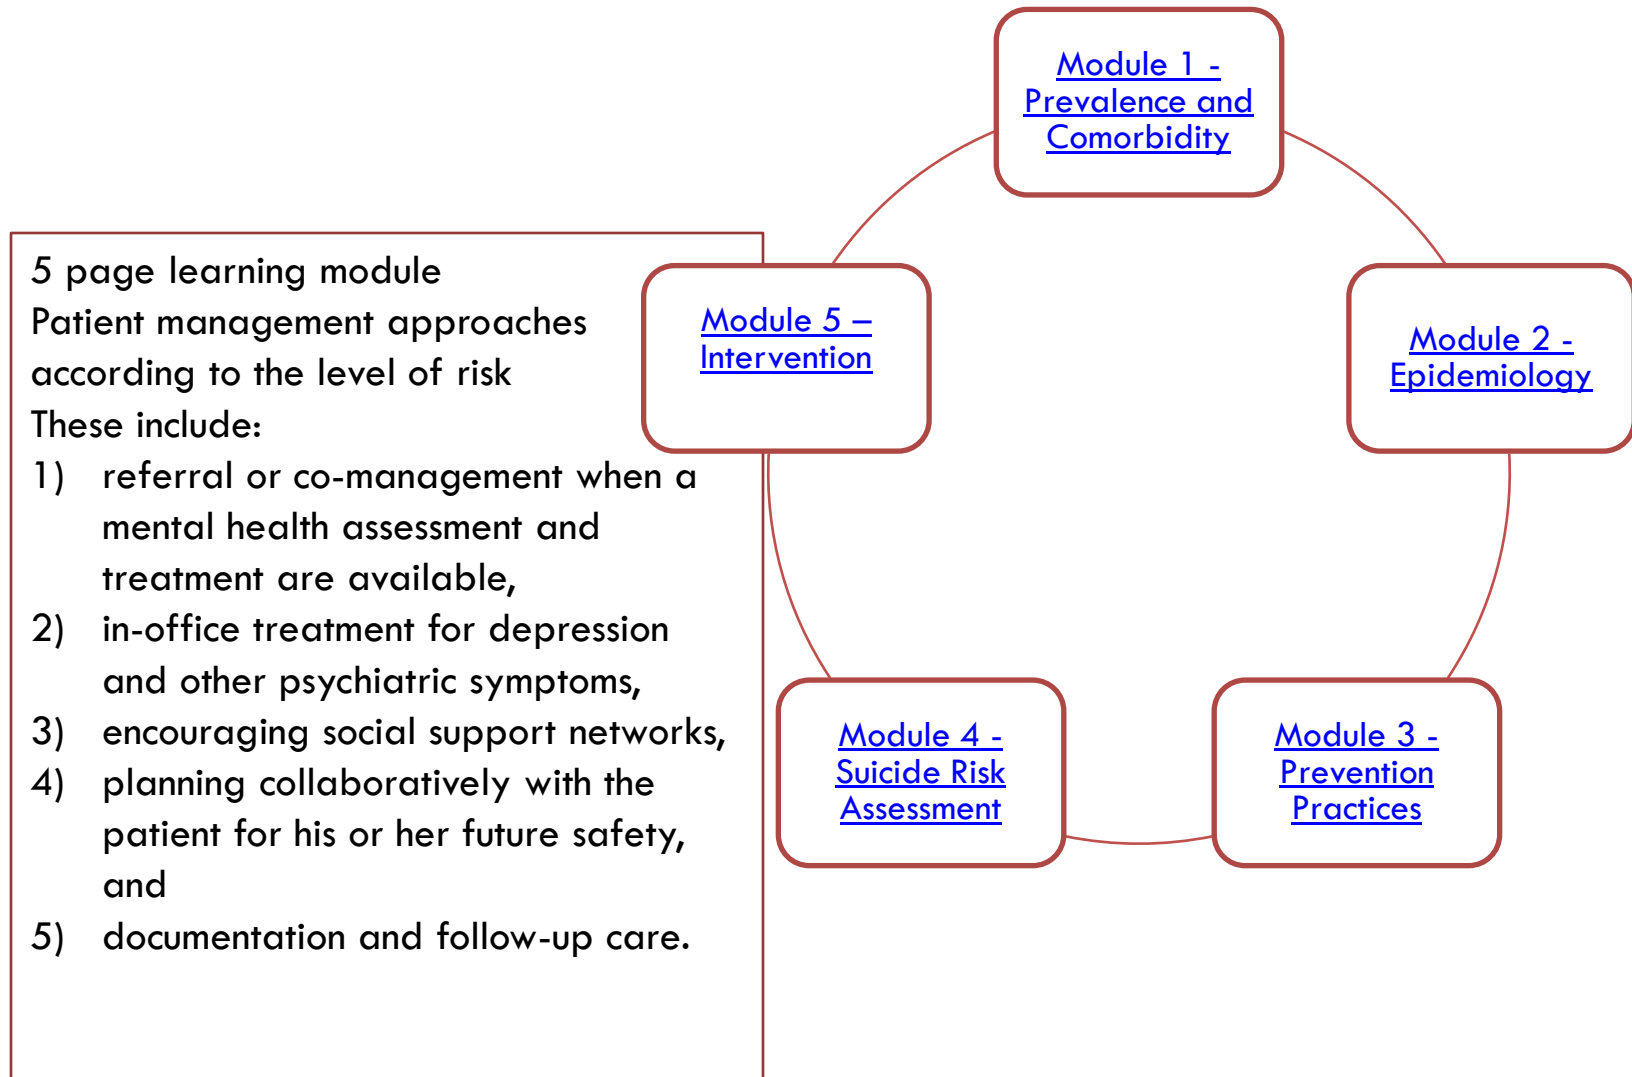 Module 1 -
Prevalence and
Comorbidity
5 page learning module
Patient management approaches
according to the level of risk
These include:
1) referral or co-management when a
mental health assessment and
treatment are available,
2) in-office treatment for depression
and other psychiatric symptoms,
3) encouraging social support networks,
4) planning collaboratively with the
patient for his or her future safety,
and
5) documentation and follow-up care.
Module 5 –
Intervention
Module 2 -
Epidemiology
Module 4 -
Suicide Risk
Assessment
Module 3 -
Prevention
Practices